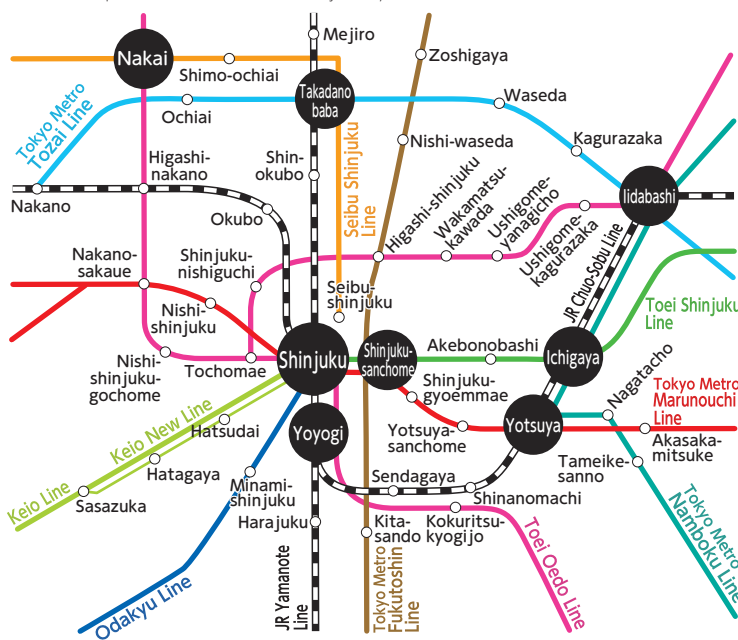 Mejiro
Zoshigaya
Nakai
Shimo-ochiai
Takadano
baba
Waseda
Tokyo Metro
Tozai Line
Ochiai
Nishi-waseda
Kagurazaka
Higashi-
nakano
Shin-
okubo
Seibu Shinjuku
Line
Higashi-shinjuku
Wakamatsu-
kawada
Ushigome-
yanagicho
Ushigome-
kagurazaka
Iidabashi
Nakano
Okubo
JR Chuo-Sobu Line
Nakano-
sakaue
Shinjuku-
nishiguchi
Seibu-
shinjuku
Toei Shinjuku
Line
Nishi-
shinjuku
Nishi-
shinjuku-
gochome
Tochomae
Shinjuku
Shinjuku-
sanchome
Akebonobashi
Ichigaya
Nagatacho
Shinjuku-
gyoemmae
Tokyo Metro
Marunouchi
Line
Keio New Line
Hatsudai
Yoyogi
Yotsuya-
sanchome
Yotsuya
Akasaka-
mitsuke
Hatagaya
Keio Line
Sasazuka
Minami-
shinjuku
Sendagaya
Shinanomachi
Tameike-
sanno
Harajuku
Kita-
sando
Kokuritsu-
kyogijo
Tokyo Metro
Namboku Line
Odakyu Line
JR Yamanote
Line
Tokyo Metro
Fukutoshin
Line
Toei Oedo Line